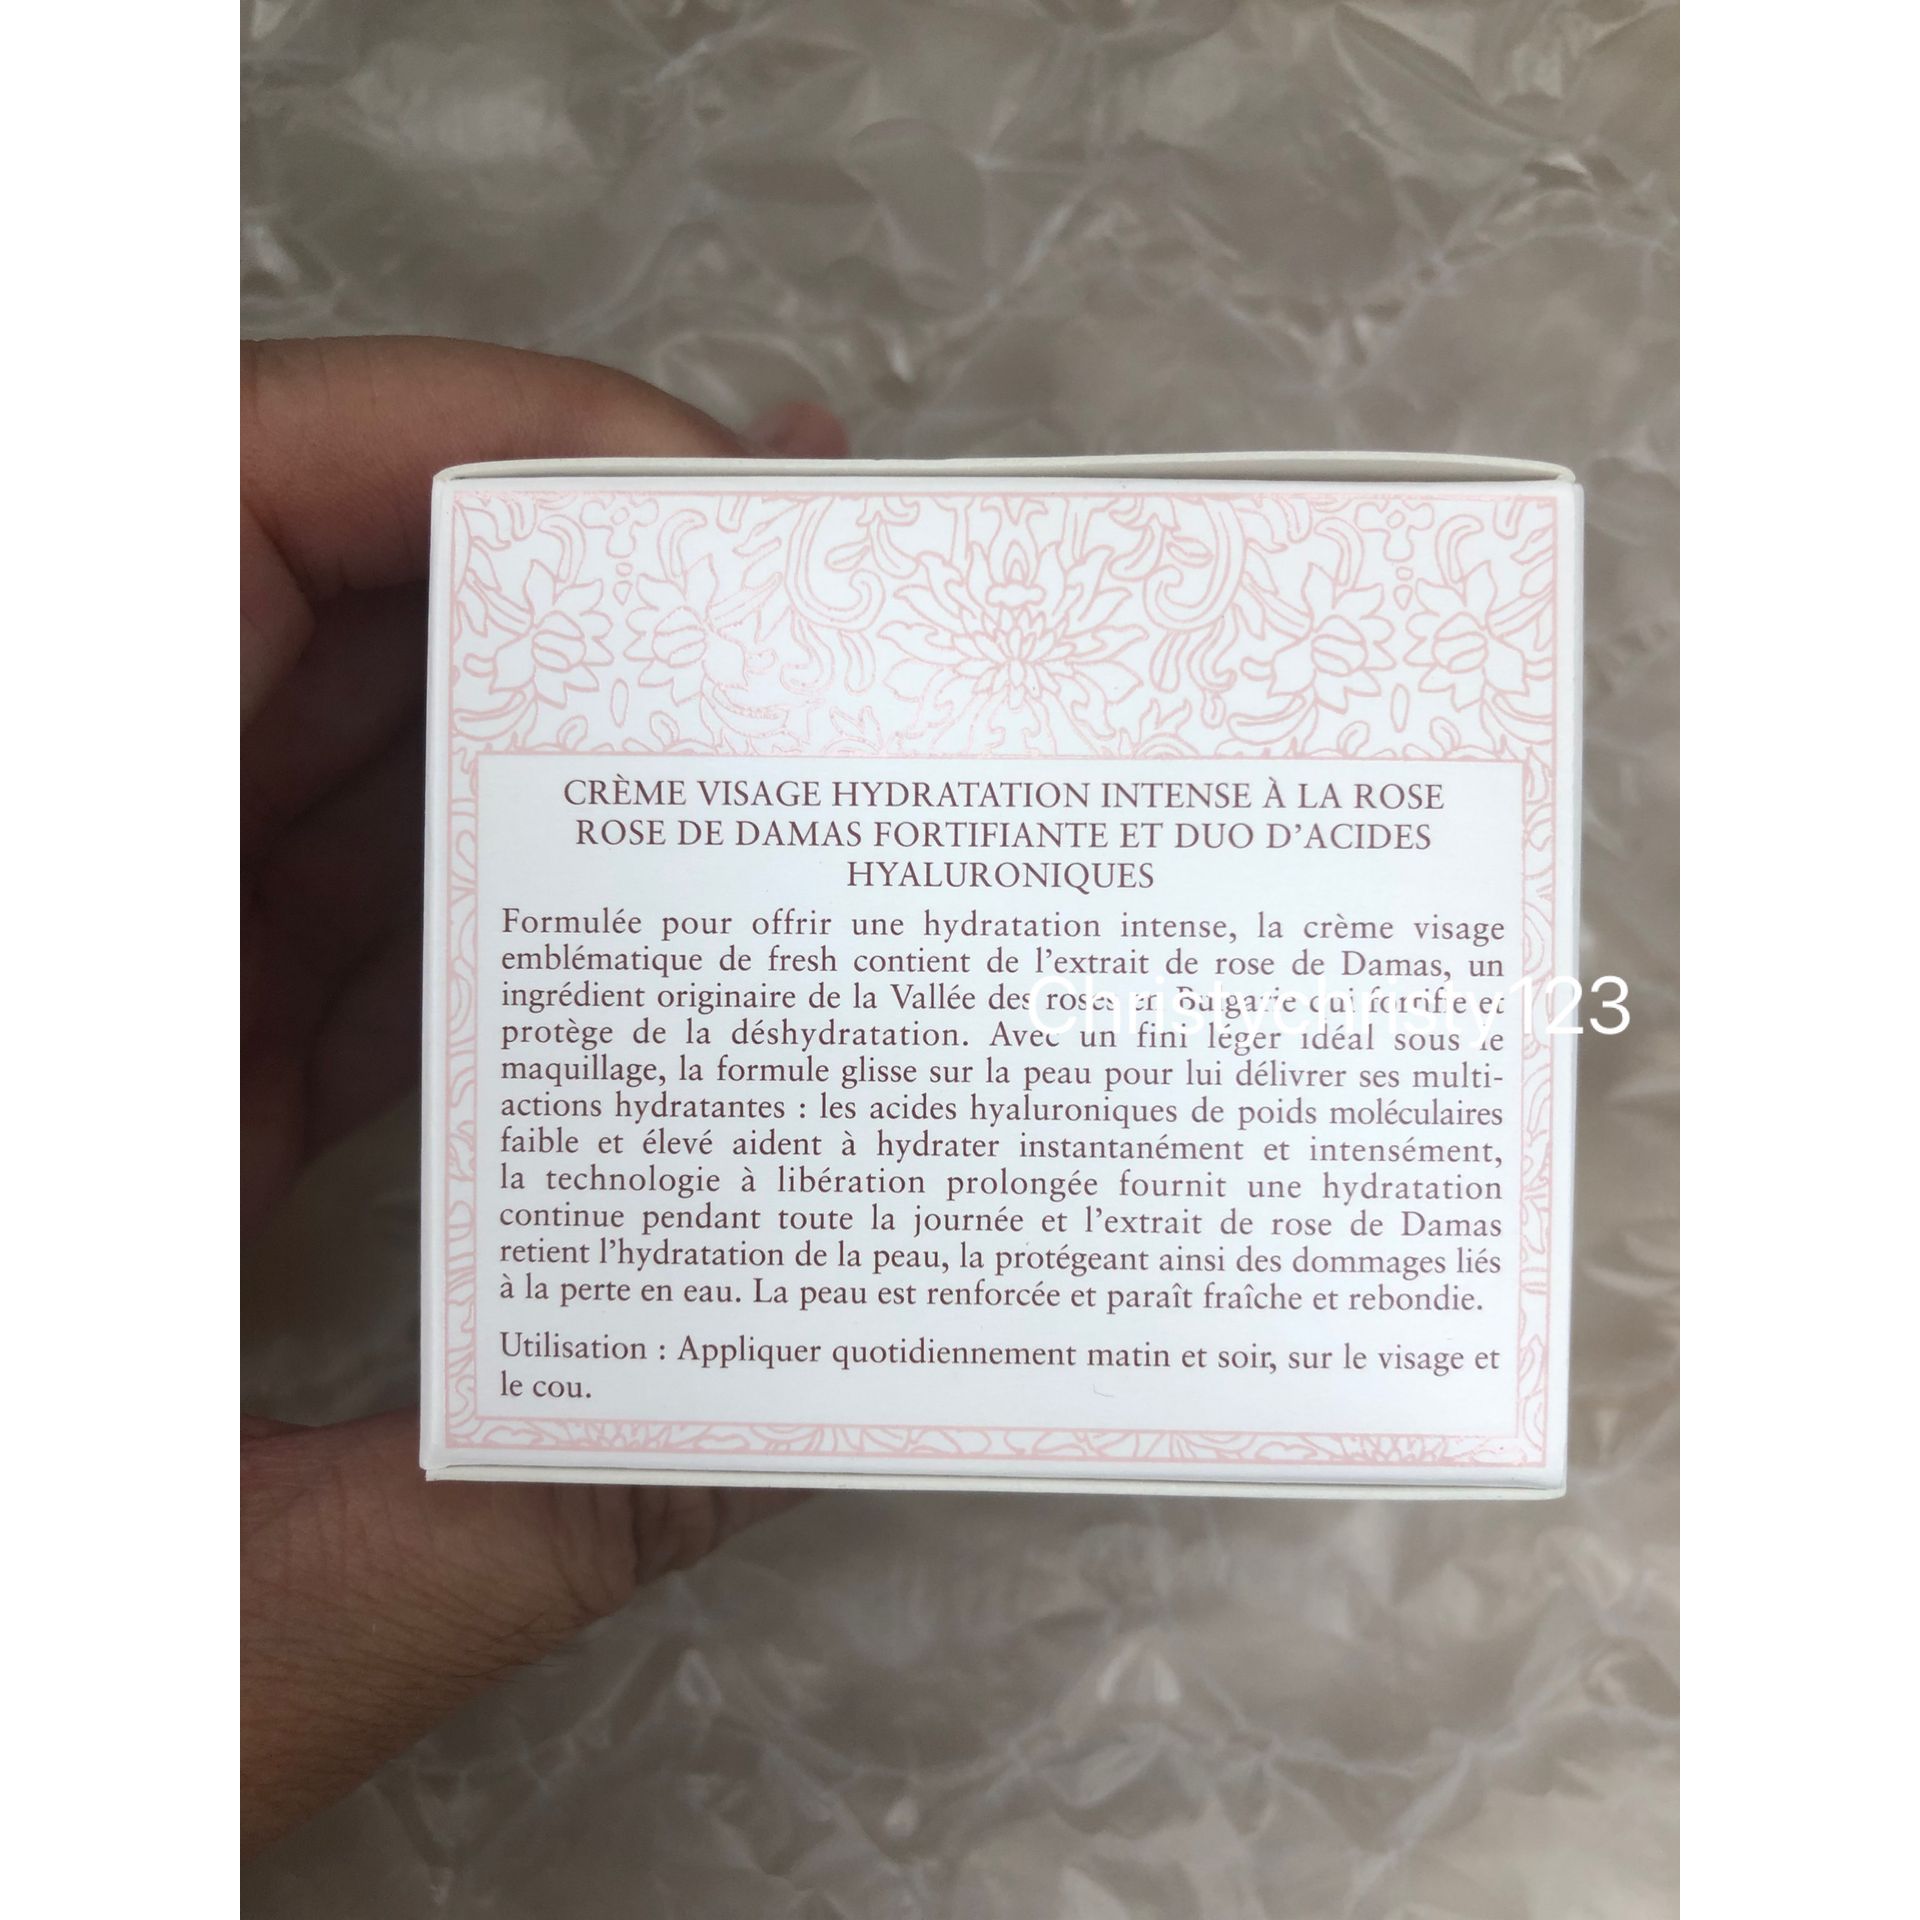 CRÈME VISAGE HYDRATATION INTENSE À LA ROSE
ROSE DE DAMAS FORTIFIANTE ET DUO D’ACIDES
HYALURONIQUES
Formulée pour offrir une hydratation intense, la crème visage
emblématique de fresh contient de l’extrait de rose de Damas, un
ingrédient originaire de la Vallée des roses en Bulgarie qui fortifie et
Christychristy123
protège de la déshydratation. Avec un fini léger idéal sous le
maquillage, la formule glisse sur la peau pour lui délivrer ses multi-
actions hydratantes : les acides hyaluroniques de poids moléculaires
faible et élevé aident à hydrater instantanément et intensément,
la technologie à libération prolongée fournit une hydratation
continue pendant toute la journée et l’extrait de rose de Damas
retient l’hydratation de la peau, la protégeant ainsi des dommages liés
à la perte en eau. La peau est renforcée et paraît fraîche et rebondie.
Utilisation : Appliquer quotidiennement matin et soir, sur le visage et
le cou.